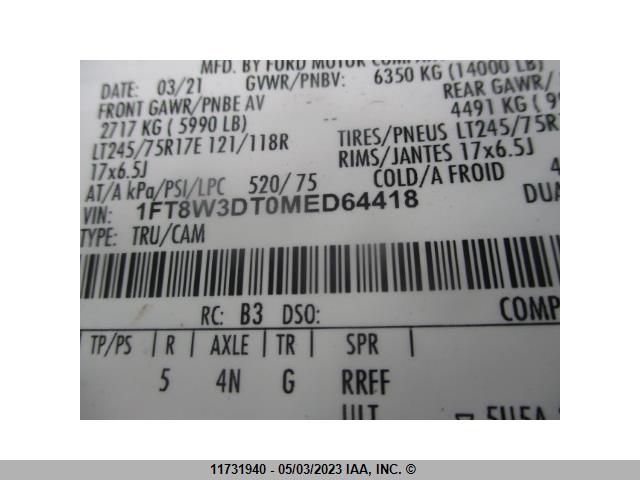 MFD. BY FORD MOTOR
DATE: 03/21 GVWR/PNBV: 6350 KG (14000 LB)
FRONT GAWR/PNBE AV REAR GAWR/
2717 KG ( 5990 LB) 4491 KG
LT245/75R17E 121/118R TIRES/PNEUS LT245/75R
17x6.5J RIMS/JANTES 17x6.5J
AT/A kPa/PSI/LPC 520/ 75 COLD/A FROID
VIN: 1FT8W3DT0MED64418
TYPE: TRU/CAM
RC: B3 DSO:
TP/PS R AXLE TR SPR
5 4N G RREF
11731940 - 05/03/2023 IAA, INC. ©